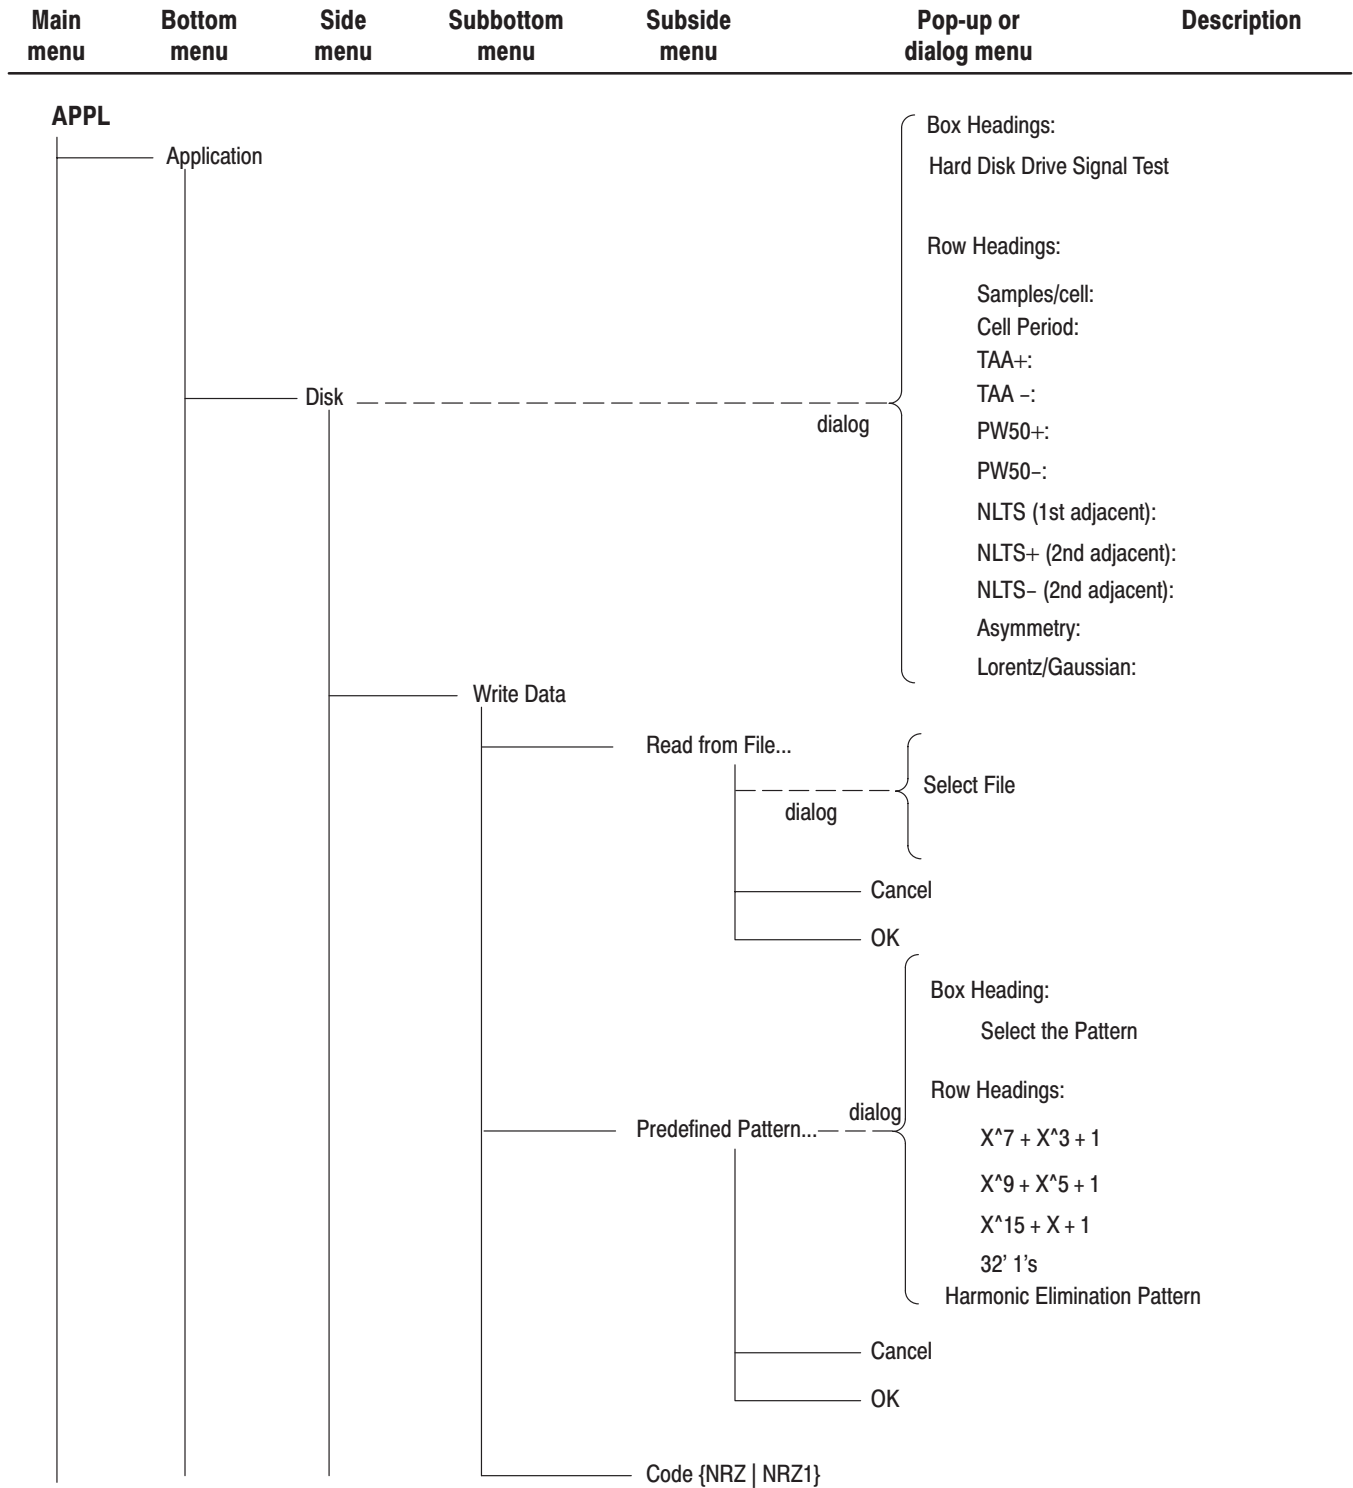 Main menu
Bottom menu
Side menu
Subbottom menu
Subside menu
Pop-up or dialog menu
Description
APPL
Application
Box Headings:
Hard Disk Drive Signal Test
Row Headings:
Samples/cell:
Cell Period:
TAA+:
TAA –:
Disk
dialog
PW50+:
PW50–:
NLTS (1st adjacent):
NLTS+ (2nd adjacent):
NLTS– (2nd adjacent):
Asymmetry:
Lorentz/Gaussian:
Write Data
Read from File...
Select File
dialog
Cancel
OK
Box Heading:
Select the Pattern
Row Headings:
dialog
Predefined Pattern...
X^7 + X^3 + 1
X^9 + X^5 + 1
X^15 + X + 1
32’ 1’s
Harmonic Elimination Pattern
Cancel
OK
Code {NRZ | NRZ1}